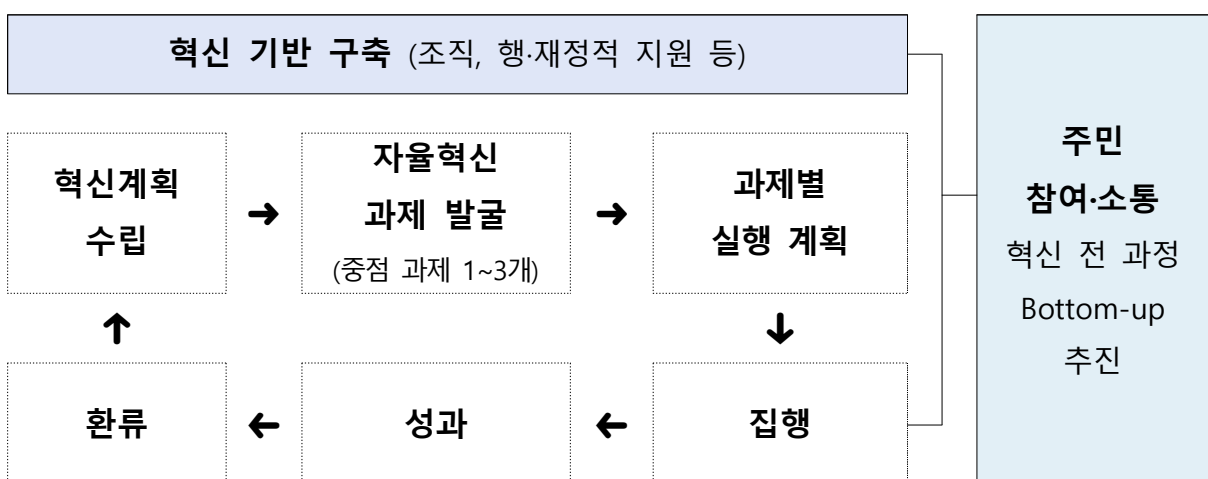 혁신 기반 구축 (조직, 행·재정적 지원 등)
혁신계획
수립
➜
자율혁신
과제 발굴
(중점 과제 1~3개)
➜
과제별
실행 계획
주민
참여·소통
혁신 전 과정
Bottom-up
추진
환류
성과
집행